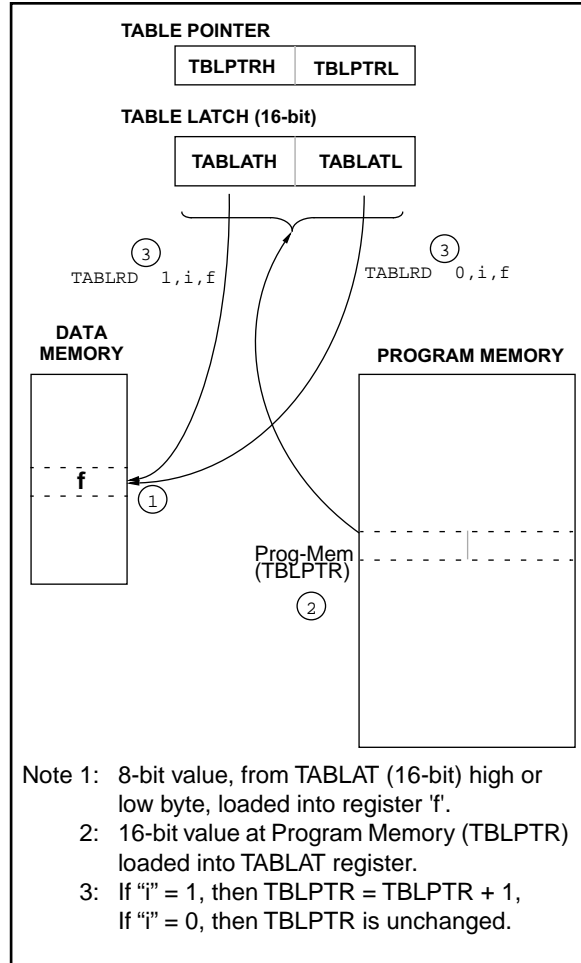 TABLE POINTER
TBLPTRH TBLPTRL
TABLE LATCH (16-bit)
TABLATH TABLATL
3
TABLRD 1,i,f
3
TABLRD 0,i,f
DATA
MEMORY
PROGRAM MEMORY
f
1
Prog-Mem
(TBLPTR)
2
Note 1: 8-bit value, from TABLAT (16-bit) high or
low byte, loaded into register 'f'.
2: 16-bit value at Program Memory (TBLPTR)
loaded into TABLAT register.
3: If “i” = 1, then TBLPTR = TBLPTR + 1,
If “i” = 0, then TBLPTR is unchanged.